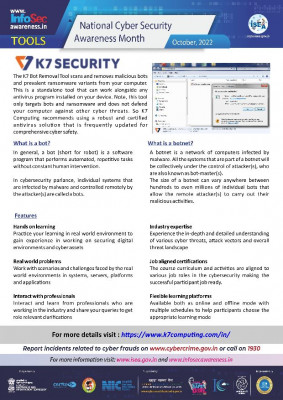 www.
InfoSec
awareness.in
TOOLS
National Cyber Security
Awareness Month
October, 2022
K7 SECURITY
The K7 Bot Removal Tool scans and removes malicious bots
and prevalent ransomware variants from your computer.
This is a standalone tool that can work alongside any
antivirus program installed on your device. Note, this tool
only targets bots and ransomware and does not defend
your computer against other cyber threats. So K7
Computing recommends using a robust and certified
antivirus solution that is frequently updated for
comprehensive cyber safety.
What is a bot?
In general, a bot (short for robot) is a software
program that performs automated, repetitive tasks
without constant human intervention.
In cybersecurity parlance, individual systems that
are infected by malware and controlled remotely by
the attacker(s) are called bots.
What is a botnet?
A botnet is a network of computers infected by
malware. All the systems that are part of a botnet will
be collectively under the control of attacker(s), who
are also known as bot-master(s).
The size of a botnet can vary anywhere between
hundreds to even millions of individual bots that
allow the remote attacker(s) to carry out their
malicious activities.
Features
Hands on learning
Practice your learning in real world environment to
gain experience in working on securing digital
environments and cyber assets
Real world problems
Work with scenarios and challenges faced by the real
world environments in systems, servers, platforms
and applications
Interact with professionals
Interact and learn from professionals who are
working in the industry and share your queries to get
role relevant clarifications
Industry expertise
Experience the in-depth and detailed understanding
of various cyber threats, attack vectors and overall
threat landscape
Job aligned certifications
The course curriculum and activities are aligned to
various job roles in the cybersecurity making the
successful participant job ready.
Flexible learning platforms
Available both as online and offline mode with
multiple schedules to help participants choose the
appropriate learning mode
For more details visit : https://www.k7computing.com/in/
Report incidents related to cyber frauds on www.cybercrime.gov.in or call on 1930
For more information visit: www.isea.gov.in and www.infosecawareness.in